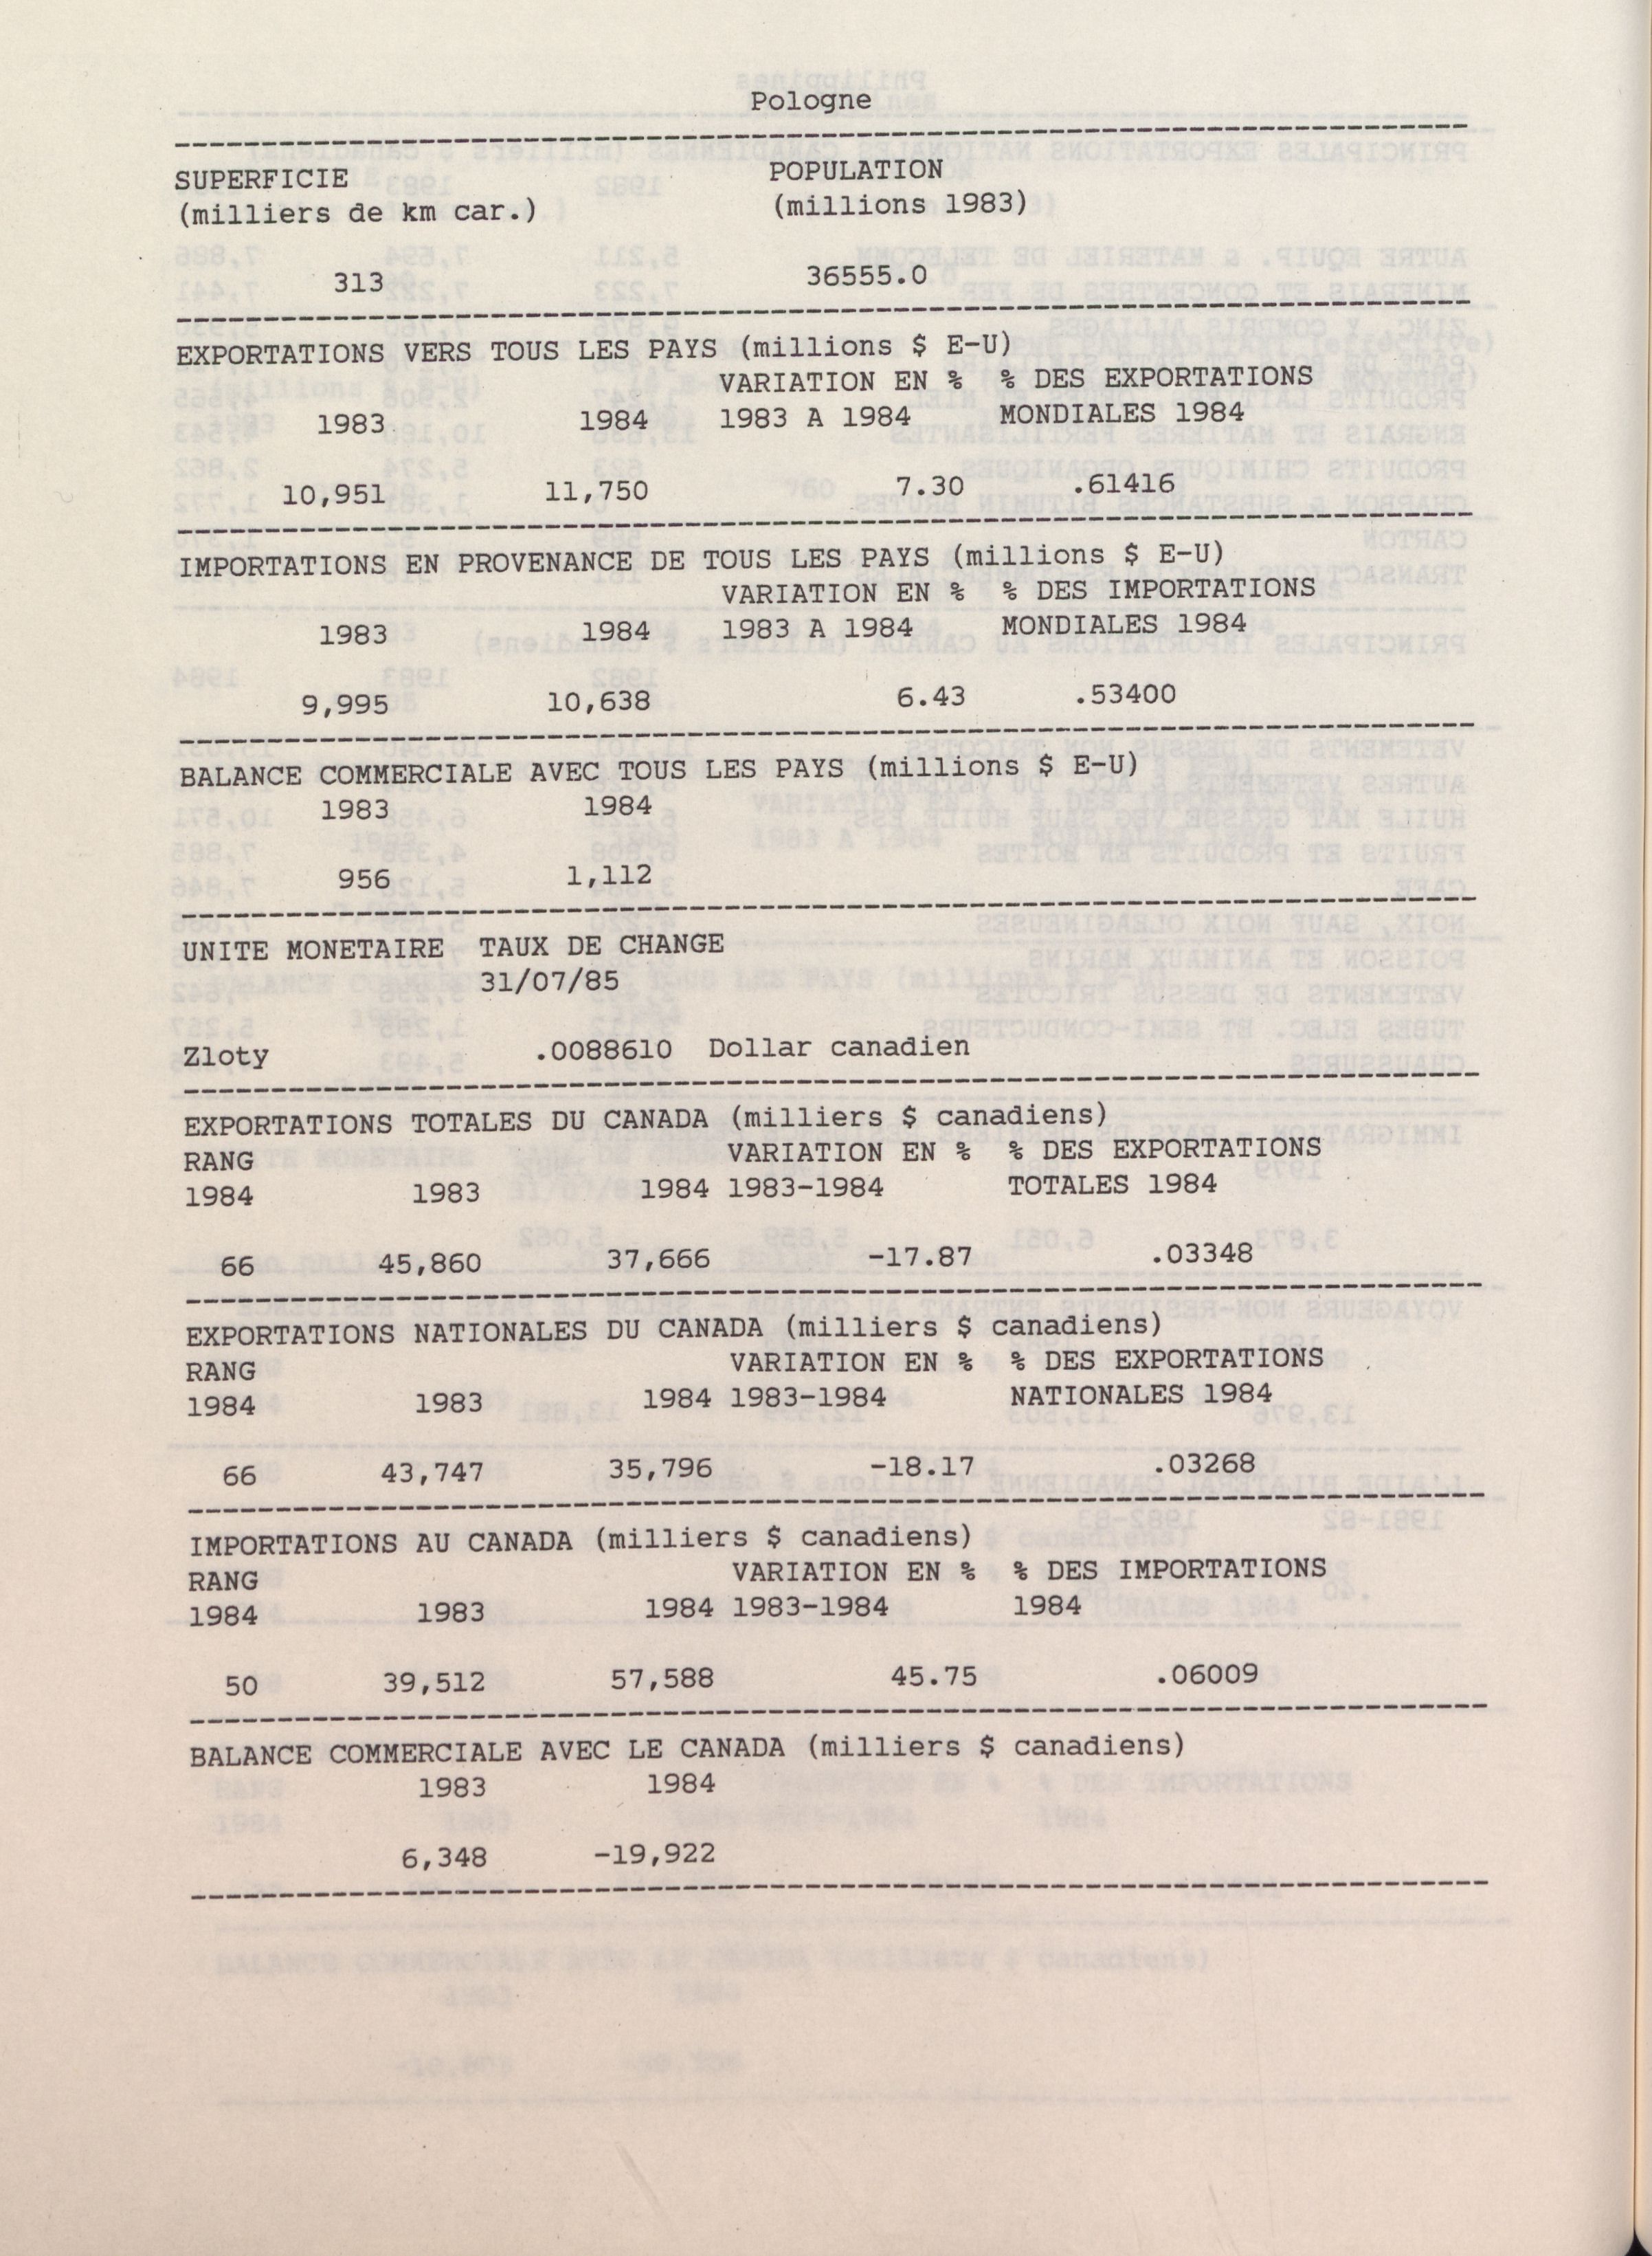 Pologne
SUPERFICIE POPULATION
(milliers de km car.) (millions 1983)
313 36555.0
EXPORTATIONS VERS TOUS LES PAYS (millions $ E-U)
VARIATION EN % % DES EXPORTATIONS
1983 1984 1983 A 1984 MONDIALES 1984
10,951 11,750 7.30 .61416
IMPORTATIONS EN PROVENANCE DE TOUS LES PAYS (millions $ E-U)
VARIATION EN % % DES IMPORTATIONS
1983 1984 1983 A 1984 MONDIALES 1984
9,995 10,638 6.43 .53400
BALANCE COMMERCIALE AVEC TOUS LES PAYS (millions $ E-U)
1983 1984
956 1,112
UNITE MONETAIRE TAUX DE CHANGE
31/07/85
Zloty .0088610 Dollar canadien
EXPORTATIONS TOTALES DU CANADA (milliers $ canadiens)
RANG VARIATION EN % % DES EXPORTATIONS
1984 1983 1984 1983-1984 TOTALES 1984
66 45,860 37,666 -17.87 .03348
EXPORTATIONS NATIONALES DU CANADA (milliers $ canadiens)
RANG VARIATION EN % % DES EXPORTATIONS
1984 1983 1984 1983-1984 NATIONALES 1984
66 43,747 35,796 -18.17 .03268
IMPORTATIONS AU CANADA (milliers $ canadiens)
RANG VARIATION EN % % DES IMPORTATIONS
1984 1983 1984 1983-1984 1984
50 39,512 57,588 45.75 .06009
BALANCE COMMERCIALE AVEC LE CANADA (milliers $ canadiens)
1983 1984
6,348 -19,922